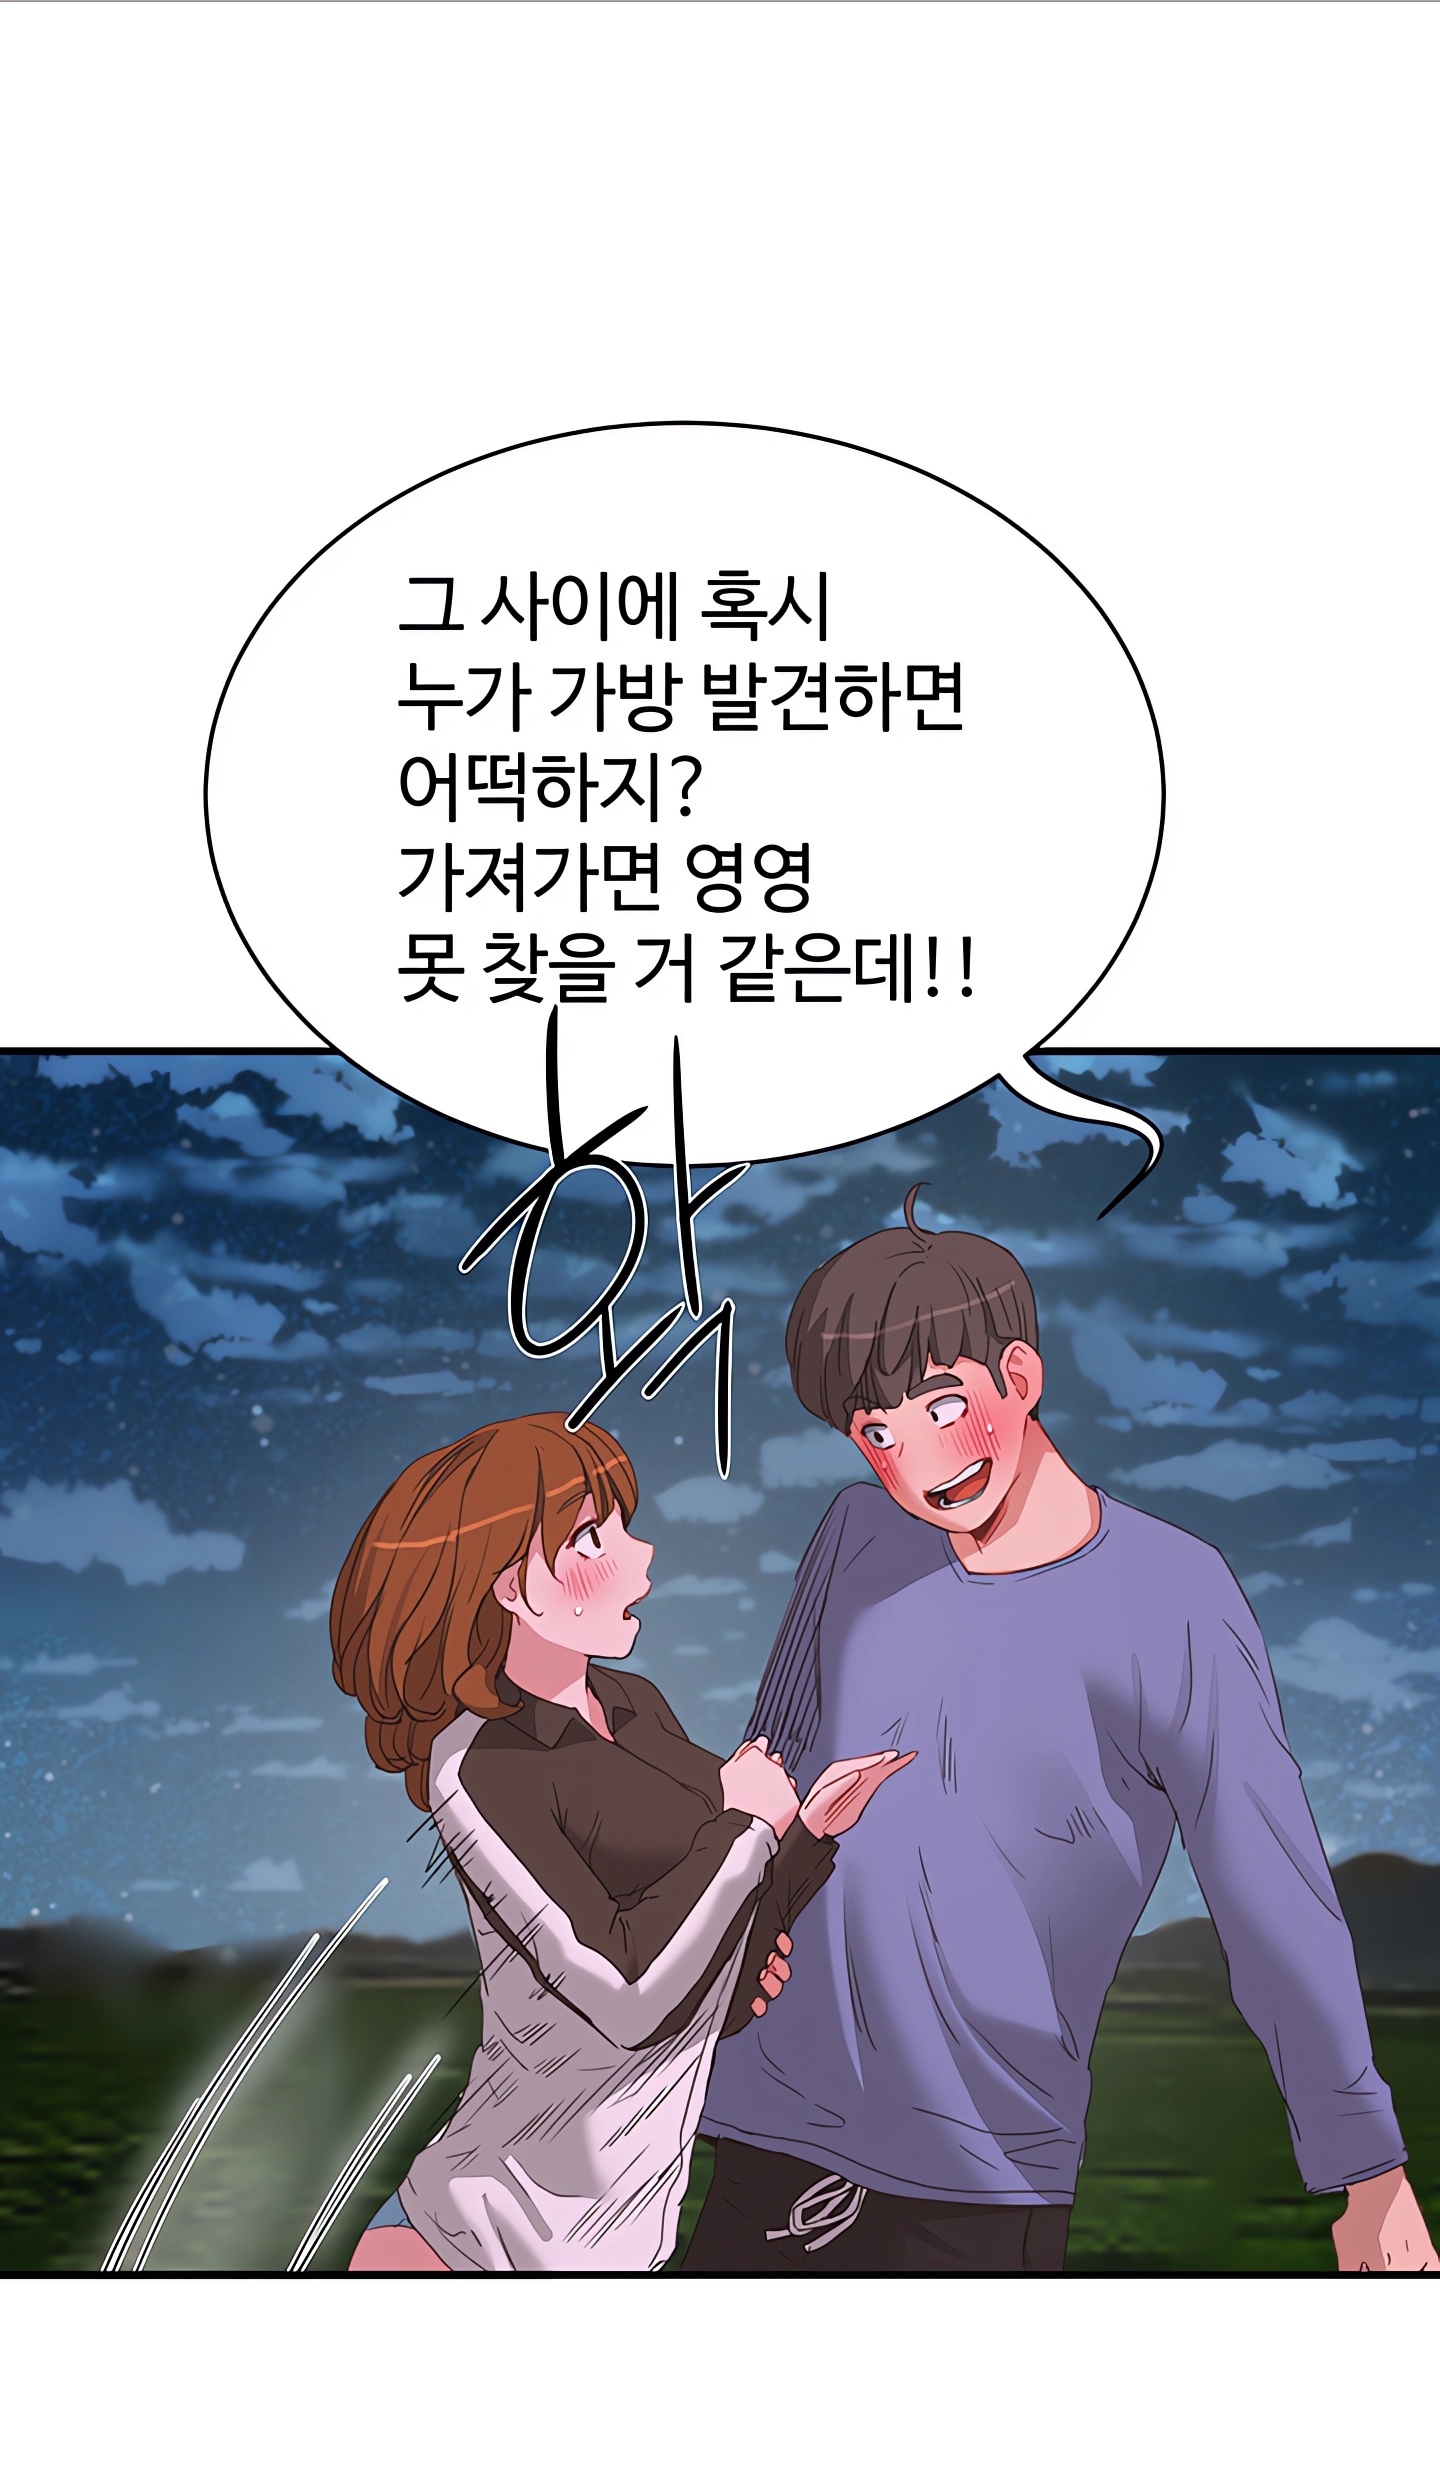 그 사이에 혹시
누가 가방 발견하면
어떡하지?
가져가면 영영
못 찾을 거 같은데!!
확